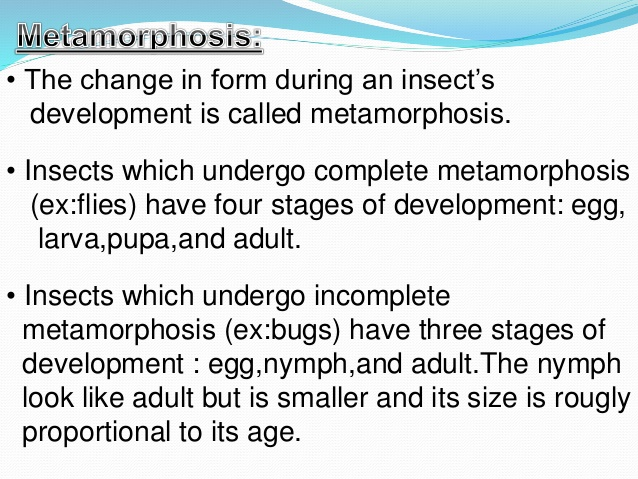 Metamorphosis:
• The change in form during an insect's
development is called metamorphosis.
• Insects which undergo complete metamorphosis
(ex:flies) have four stages of development: egg,
larva,pupa,and adult.
• Insects which undergo incomplete
metamorphosis (ex:bugs) have three stages of
development : egg,nymph,and adult.The nymph
look like adult but is smaller and its size is rougly
proportional to its age.